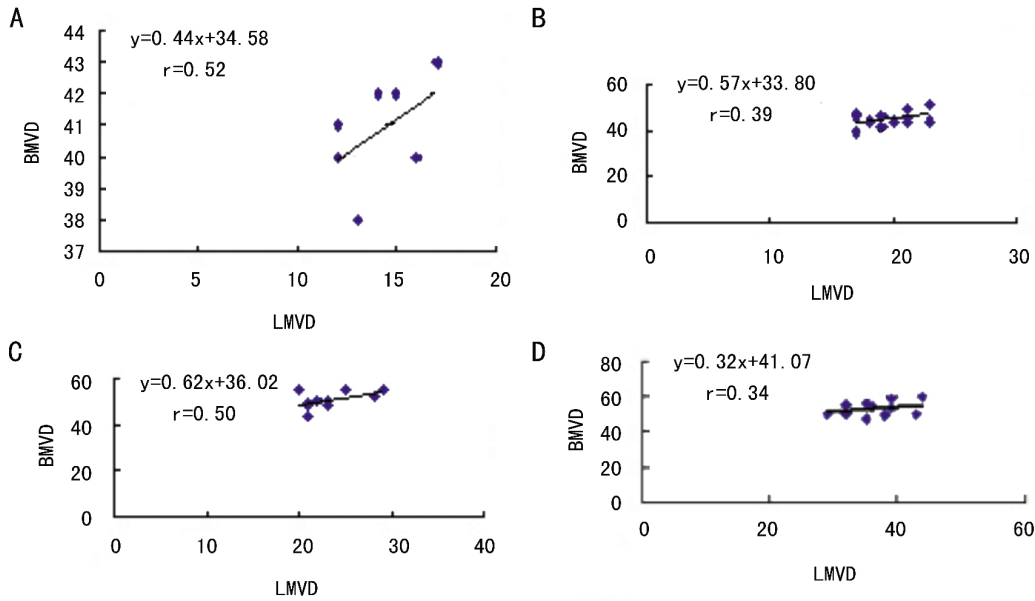 A
y=0.44x+34.58
r=0.52
BMVD
44
43
42
41
40
39
38
37
0
5
10
15
20
LMVD
B
y=0.57x+33.80
r=0.39
BMVD
60
40
20
0
0
10
20
30
LMVD
C
y=0.62x+36.02
r=0.50
BMVD
60
40
20
0
0
10
20
30
40
LMVD
D
y=0.32x+41.07
r=0.34
BMVD
80
60
40
20
0
0
20
40
60
LMVD